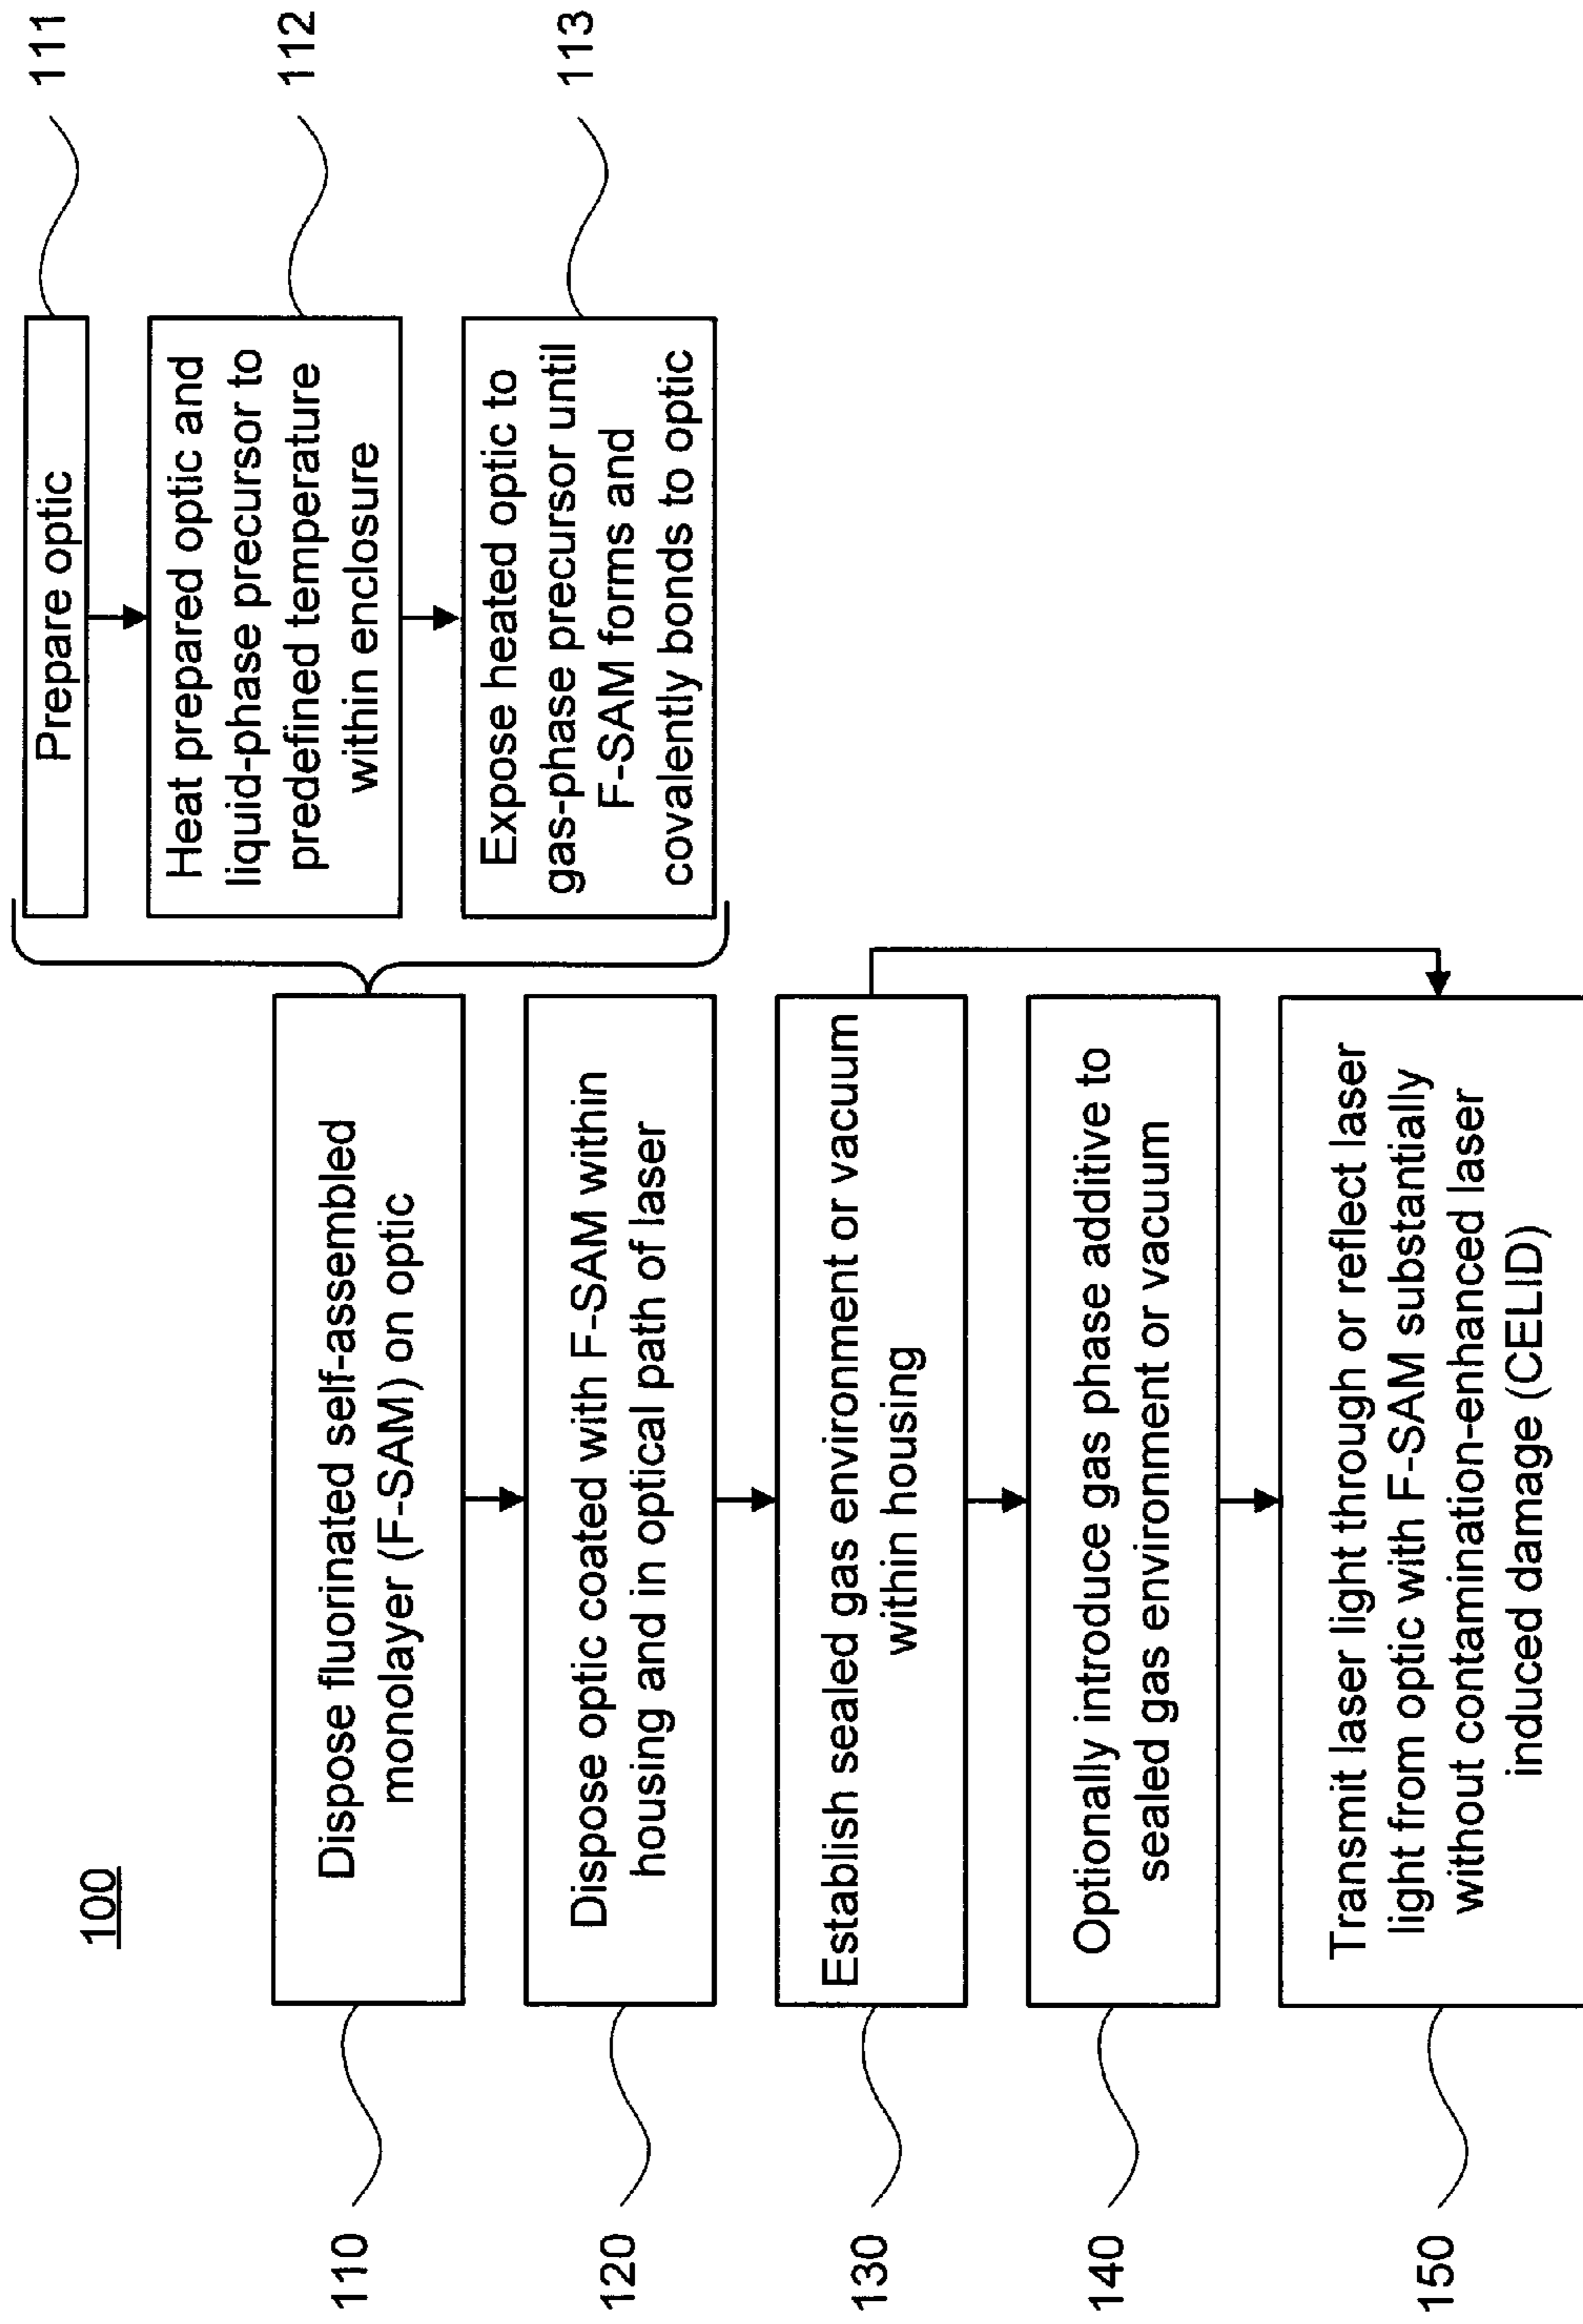 100
110
Dispose fluorinated self-assembled
monolayer (F-SAM) on optic
111
Prepare optic
112
Heat prepared optic and
liquid-phase precursor to
predefined temperature
within enclosure
113
Expose heated optic to
gas-phase precursor until
F-SAM forms and
covalently bonds to optic
120
Dispose optic coated with F-SAM within
housing and in optical path of laser
130
Establish sealed gas environment or vacuum
within housing
140
Optionally introduce gas phase additive to
sealed gas environment or vacuum
150
Transmit laser light through or reflect laser
light from optic with F-SAM substantially
without contamination-enhanced laser
induced damage (CELID)